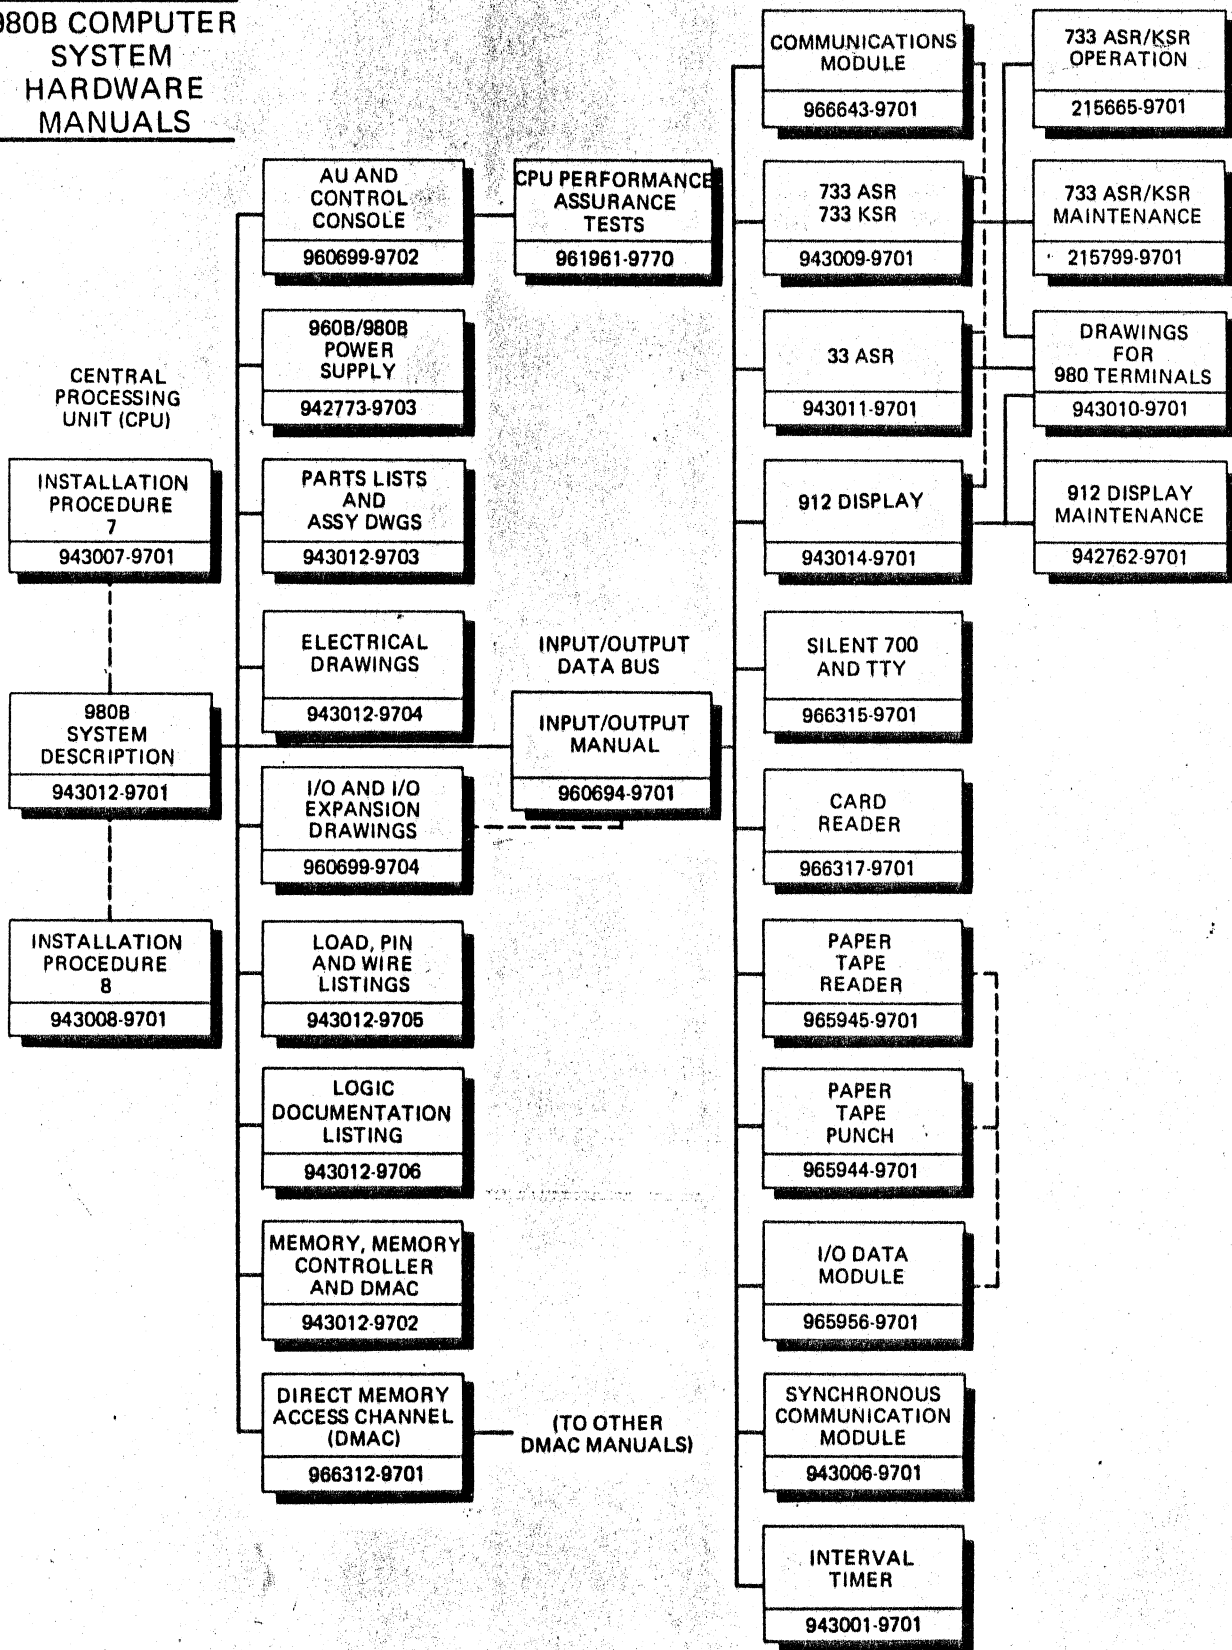 980B COMPUTER
SYSTEM
HARDWARE
MANUALS
CENTRAL
PROCESSING
UNIT (CPU)
INSTALLATION
PROCEDURE
7
943007-9701
980B
SYSTEM
DESCRIPTION
943012-9701
INSTALLATION
PROCEDURE
8
943008-9701
AU AND
CONTROL
CONSOLE
960699-9702
960B/980B
POWER
SUPPLY
942773-9703
PARTS LISTS
AND
ASSY DWGS
943012-9703
ELECTRICAL
DRAWINGS
943012-9704
I/O AND I/O
EXPANSION
DRAWINGS
960699-9704
LOAD, PIN
AND WIRE
LISTINGS
943012-9705
LOGIC
DOCUMENTATION
LISTING
943012-9706
MEMORY, MEMORY
CONTROLLER
AND DMAC
943012-9702
DIRECT MEMORY
ACCESS CHANNEL
(DMAC)
966312-9701
CPU PERFORMANCE
ASSURANCE
TESTS
961961-9770
INPUT/OUTPUT
DATA BUS
INPUT/OUTPUT
MANUAL
960694-9701
(TO OTHER
DMAC MANUALS)
COMMUNICATIONS
MODULE
966643-9701
733 ASR
733 KSR
943009-9701
33 ASR
943011-9701
912 DISPLAY
943014-9701
SILENT 700
AND TTY
966315-9701
CARD
READER
966317-9701
PAPER
TAPE
READER
965945-9701
PAPER
TAPE
PUNCH
965944-9701
I/O DATA
MODULE
965956-9701
SYNCHRONOUS
COMMUNICATION
MODULE
943006-9701
INTERVAL
TIMER
943001-9701
733 ASR/KSR
OPERATION
215665-9701
733 ASR/KSR
MAINTENANCE
215799-9701
DRAWINGS
FOR
980 TERMINALS
943010-9701
912 DISPLAY
MAINTENANCE
942762-9701